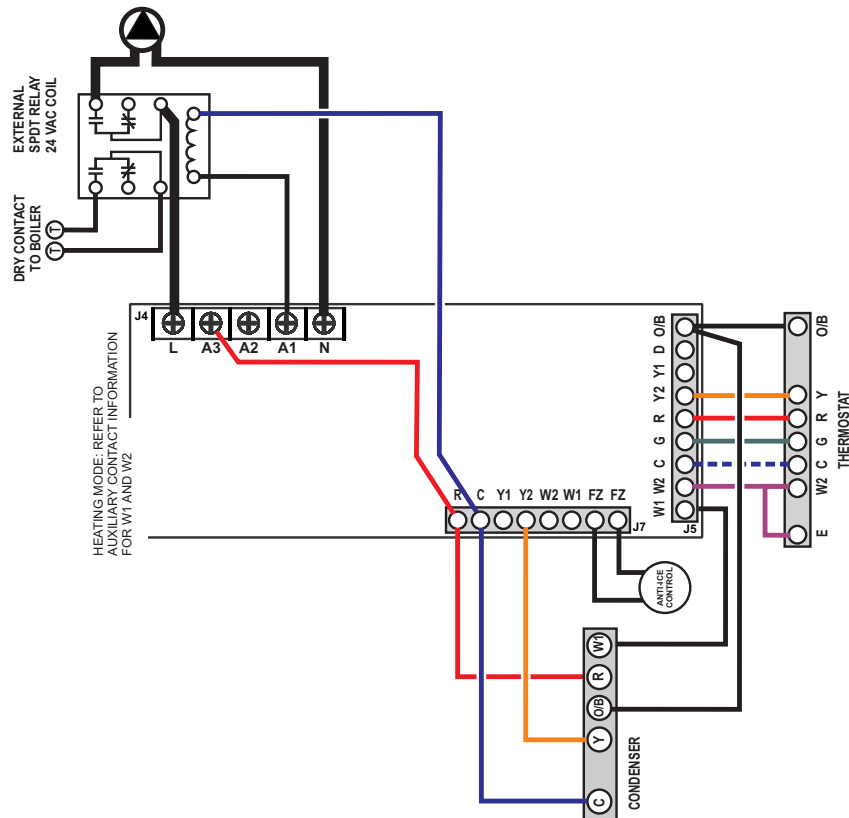 EXTERNAL
SPDT RELAY
24 VAC COIL
DRY CONTACT
TO BOILER
T
T
J4
L
A3
A2
A1
N
HEATING MODE: REFER TO
AUXILIARY CONTACT INFORMATION
FOR W1 AND W2
O/B
D
Y1
Y2
R
G
C
W2
W1
J5
O/B
Y
R
G
C
W2
E
THERMOSTAT
R C Y1 Y2 W2 W1 FZ FZ
J7
ANTI-ICE
CONTROL
W1
R
O/B
Y
C
CONDENSER